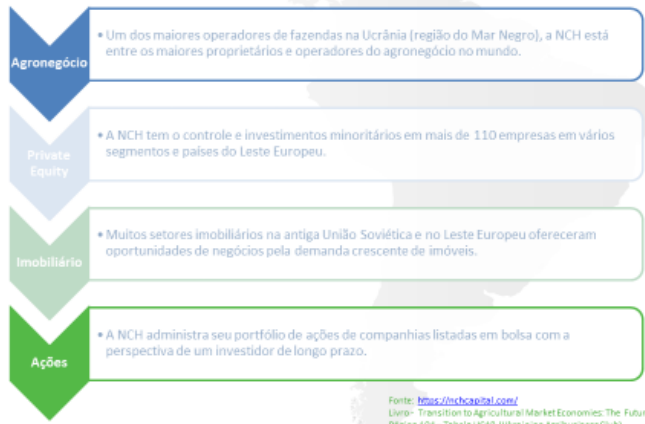 Agronegócio
• Um dos maiores operadores de fazendas na Ucrânia (região do Mar Negro), a NCH está
entre os maiores proprietários e operadores do agronegócio no mundo.
Private
Equity
• A NCH tem o controle e investimentos minoritários em mais de 110 empresas em vários
segmentos e países do Leste Europeu.
Imobiliário
• Muitos setores imobiliários na antiga União Soviética e no Leste Europeu ofereceram
oportunidades de negócios pela demanda crescente de imóveis.
Ações
• A NCH administra seu portfólio de ações de companhias listadas em bolsa com a
perspectiva de um investidor de longo prazo.
Fonte: https://nchcapital.com/
Livro- Transition to Agricultural Market Economies: The Futur